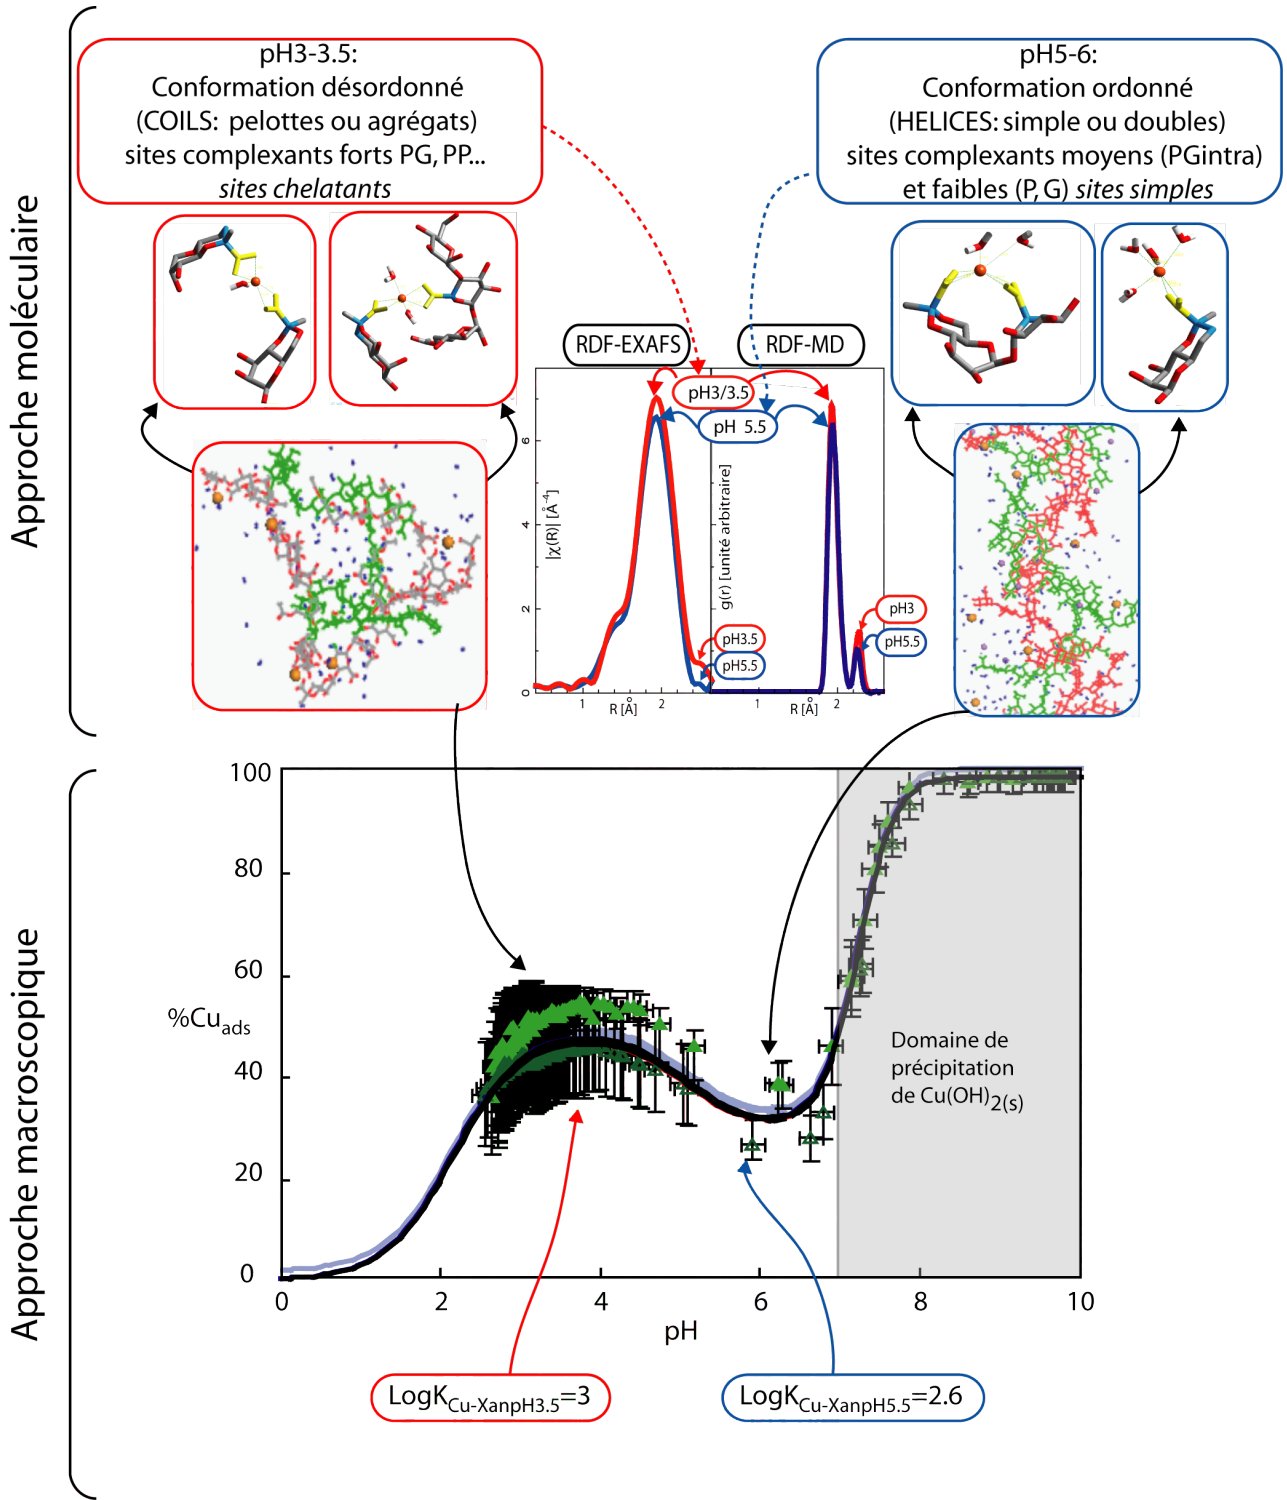 Approche moléculaire
pH3-3.5:
Conformation désordonné
(COILS: pelottes ou agrégats)
sites complexants forts PG, PP...
sites chelatants
pH5-6:
Conformation ordonné
(HELICES: simple ou doubles)
sites complexants moyens (PGintra)
et faibles (P, G) sites simples
RDF-EXAFS
RDF-MD
pH3/3.5
pH 5.5
|χ(R)| [Å⁻⁴]
g(r) [unité arbitraire]
6
4
2
0
pH3.5
pH5.5
pH3
pH5.5
1
2
1
2
R [Å]
R [Å]
Approche macroscopique
%Cu_ads
100
80
60
40
20
0
0
2
4
6
8
10
pH
Domaine de
précipitation
de Cu(OH)₂₍ₛ₎
LogK_Cu-XanpH3.5=3
LogK_Cu-XanpH5.5=2.6